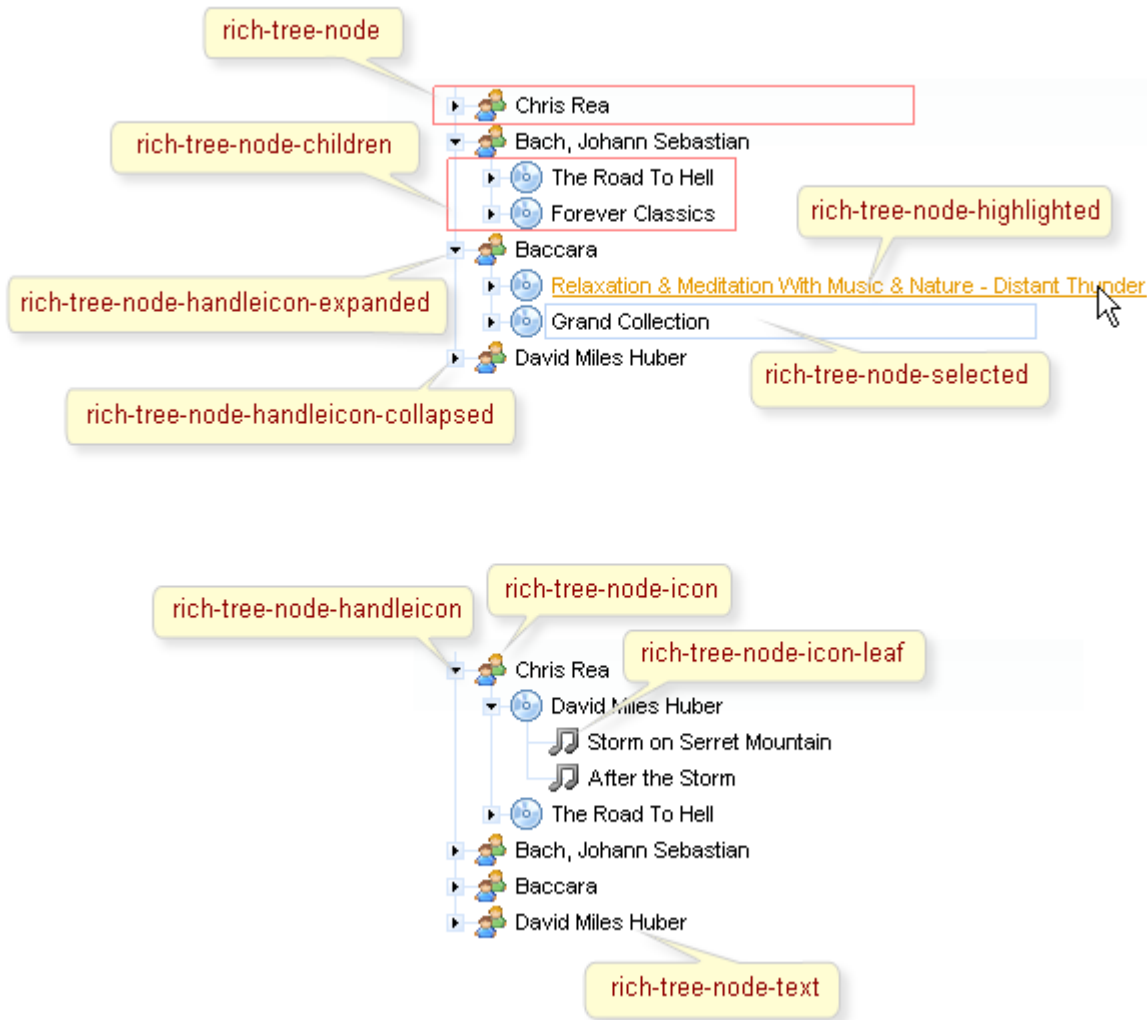 rich-tree-node
Chris Rea
rich-tree-node-children
Bach, Johann Sebastian
The Road To Hell
Forever Classics
rich-tree-node-highlighted
Baccara
rich-tree-node-handleicon-expanded
Relaxation & Meditation With Music & Nature - Distant Thunder
Grand Collection
David Miles Huber
rich-tree-node-selected
rich-tree-node-handleicon-collapsed
rich-tree-node-handleicon
rich-tree-node-icon
rich-tree-node-icon-leaf
Chris Rea
David Miles Huber
Storm on Serret Mountain
After the Storm
The Road To Hell
Bach, Johann Sebastian
Baccara
David Miles Huber
rich-tree-node-text